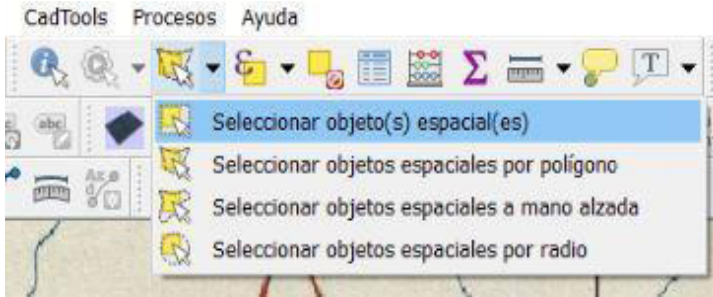 CadTools Procesos Ayuda
Seleccionar objeto(s) espacial(es)
Seleccionar objetos espaciales por polígono
Seleccionar objetos espaciales a mano alzada
Seleccionar objetos espaciales por radio